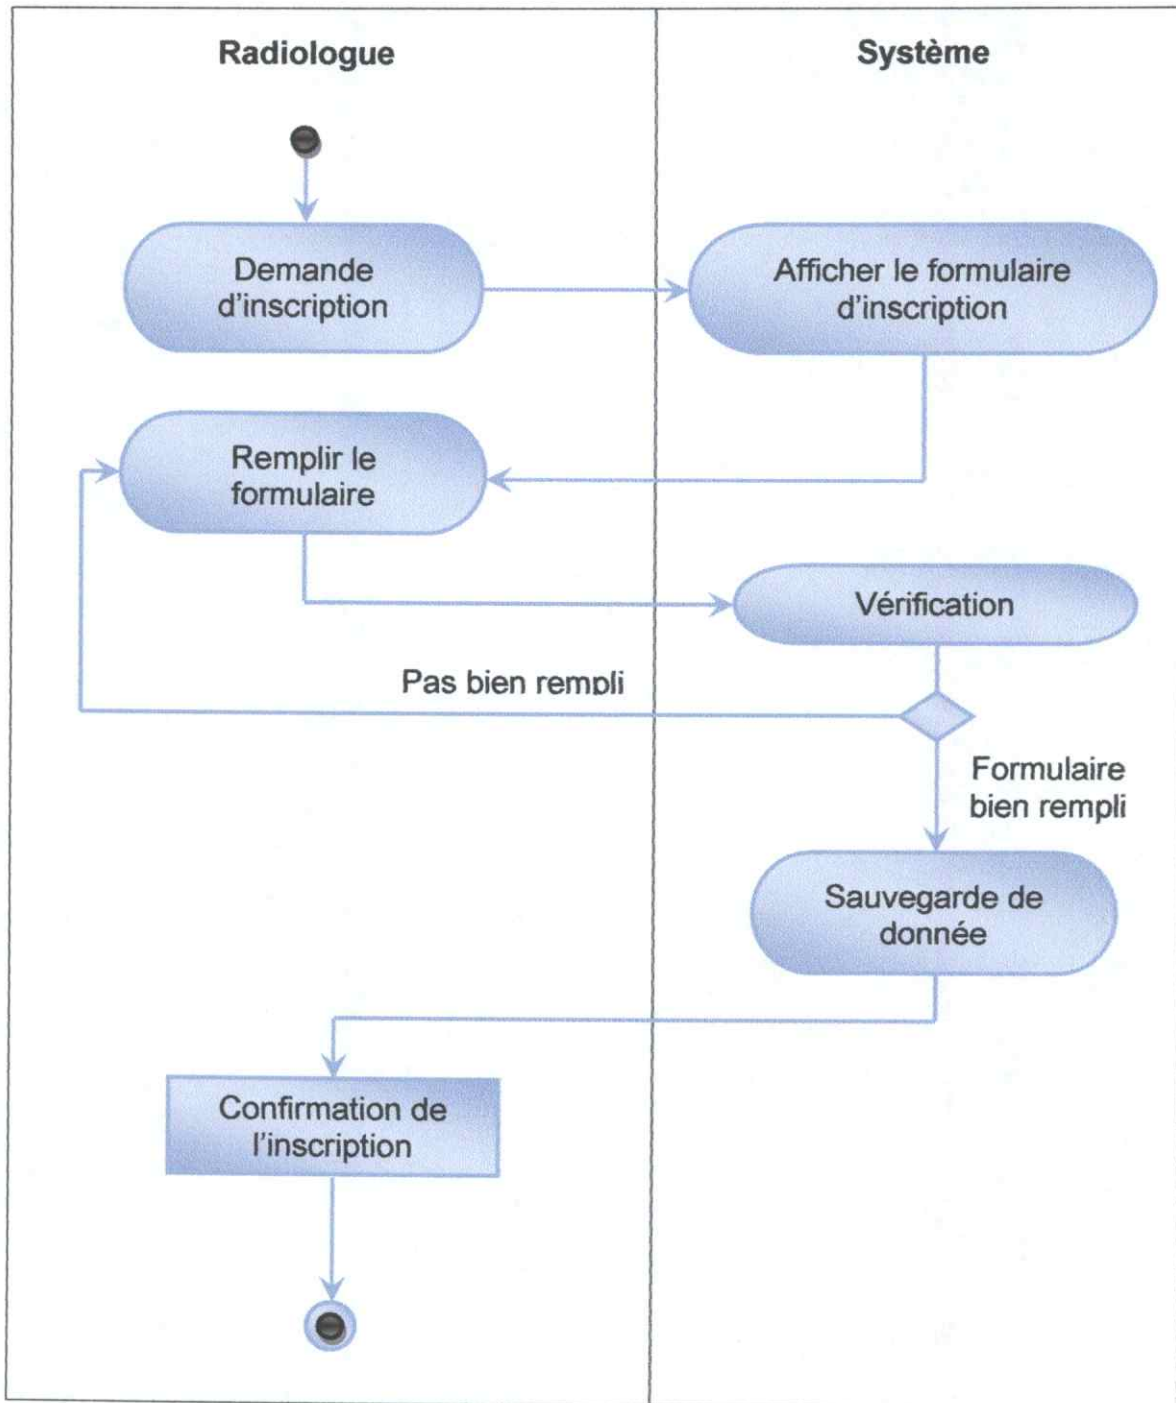 Radiologue
Système
Demande
d'inscription
Afficher le formulaire
d'inscription
Remplir le
formulaire
Vérification
Pas bien rempli
Formulaire
bien rempli
Sauvegarde de
donnée
Confirmation de
l'inscription